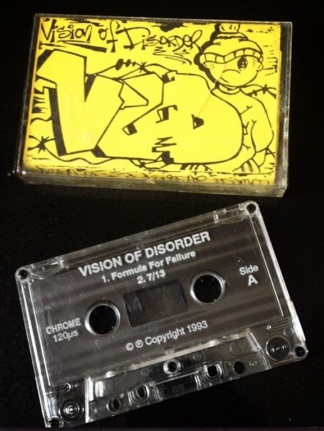 Vision of Disorder
VOD
VISION OF DISORDER
1. Formula For Failure
2. 7/13
Side
A
CHROME
120µs
© ℗ Copyright 1993